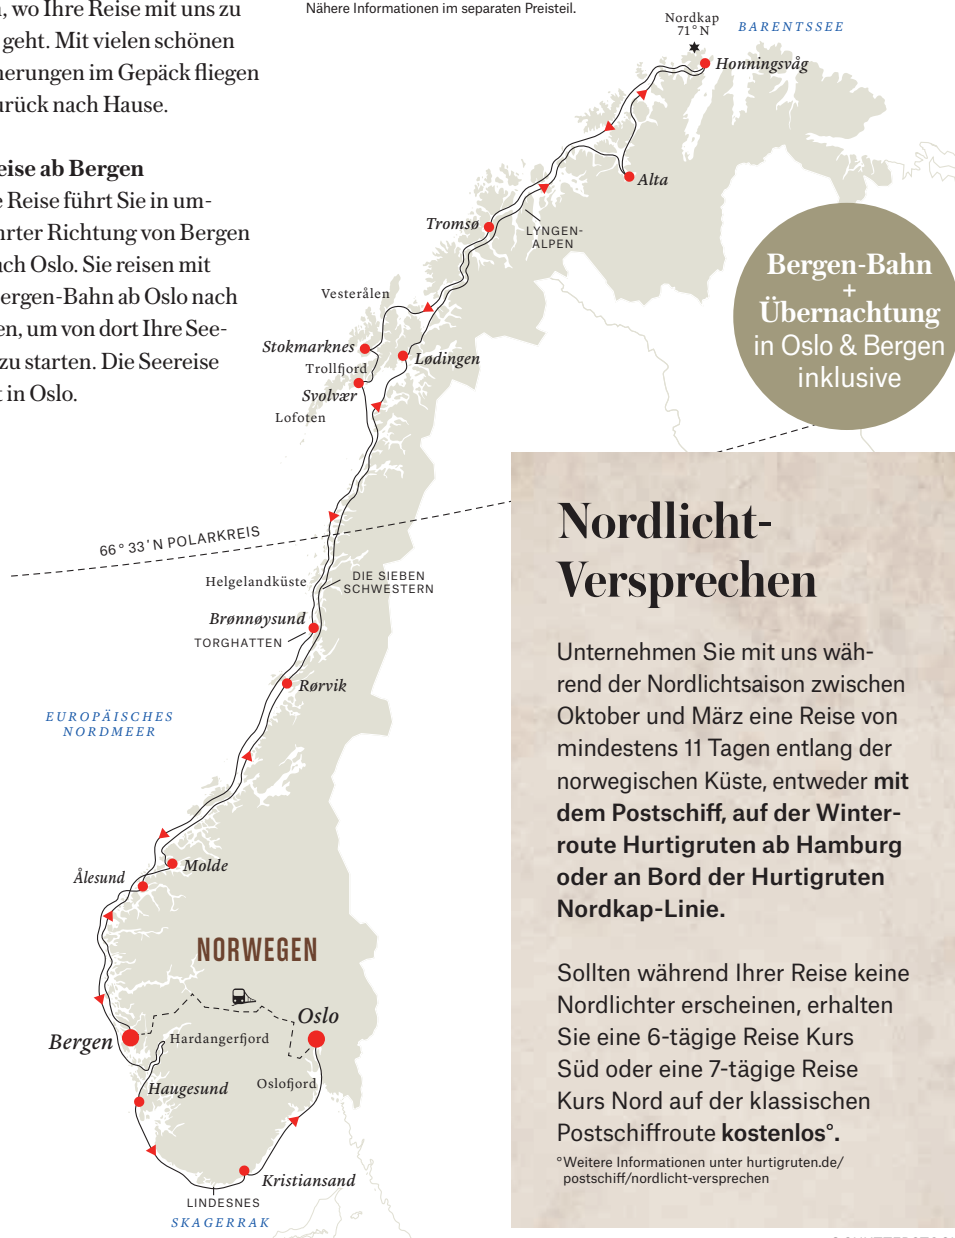 , wo Ihre Reise mit uns zu
geht. Mit vielen schönen
nerungen im Gepäck fliegen
urück nach Hause.
eise ab Bergen
e Reise führt Sie in um-
hrter Richtung von Bergen
ach Oslo. Sie reisen mit
ergen-Bahn ab Oslo nach
en, um von dort Ihre See-
zu starten. Die Seereise
t in Oslo.
Nähere Informationen im separaten Preisteil.
Nordkap
71° N
BARENTSSEE
Honningsvåg
Alta
Tromsø
LYNGEN-
ALPEN
Vesterålen
Stokmarknes
Lødingen
Trollfjord
Svolvær
Lofoten
Bergen-Bahn
+
Übernachtung
in Oslo & Bergen
inklusive
66° 33' N POLARKREIS
Helgelandküste
DIE SIEBEN
SCHWESTERN
Brønnøysund
TORGHATTEN
Rørvik
EUROPÄISCHES
NORDMEER
Molde
Ålesund
NORWEGEN
Oslo
Bergen
Hardangerfjord
Haugesund
Oslofjord
Kristiansand
LINDESNES
SKAGERRAK
Nordlicht-
Versprechen
Unternehmen Sie mit uns wäh-
rend der Nordlichtsaison zwischen
Oktober und März eine Reise von
mindestens 11 Tagen entlang der
norwegischen Küste, entweder mit
dem Postschiff, auf der Winter-
route Hurtigruten ab Hamburg
oder an Bord der Hurtigruten
Nordkap-Linie.
Sollten während Ihrer Reise keine
Nordlichter erscheinen, erhalten
Sie eine 6-tägige Reise Kurs
Süd oder eine 7-tägige Reise
Kurs Nord auf der klassischen
Postschiffroute kostenlos°.
°Weitere Informationen unter hurtigruten.de/
postschiff/nordlicht-versprechen